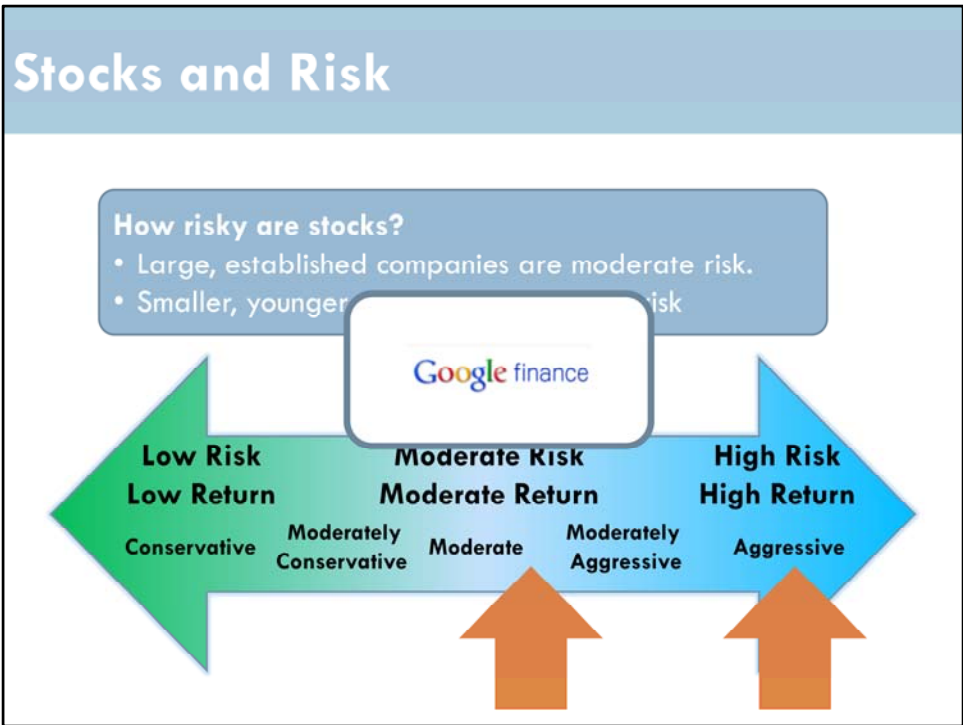 Stocks and Risk
How risky are stocks?
• Large, established companies are moderate risk.
• Smaller, younger risk
Google finance
Low Risk Moderate Risk High Risk
Low Return Moderate Return High Return
Conservative Moderately Conservative Moderate Moderately Aggressive Aggressive